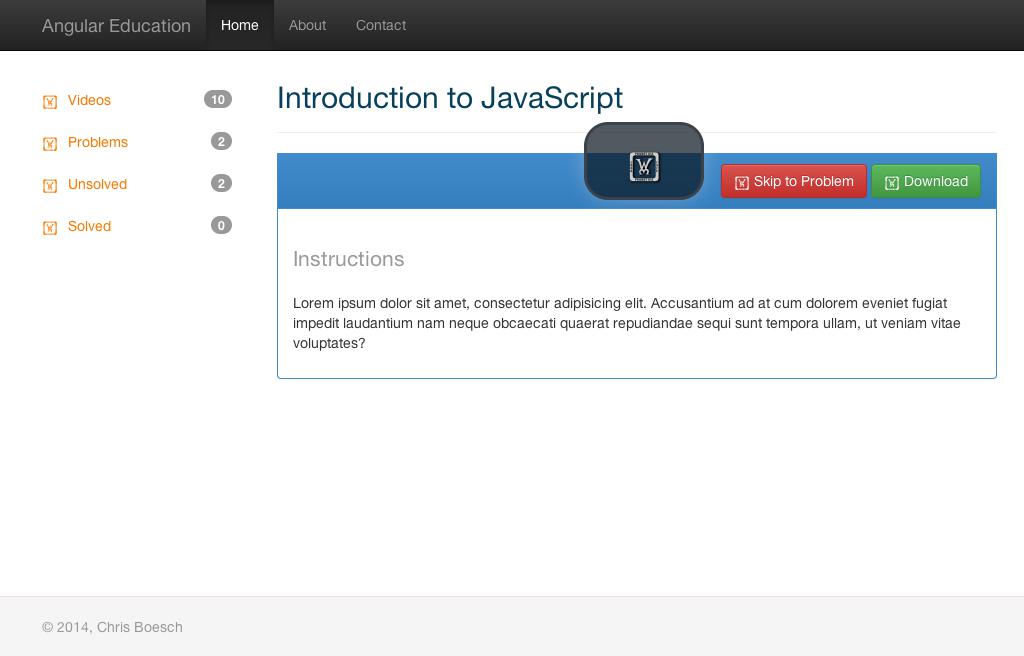 Angular Education
Home
About
Contact
Videos
10
Problems
2
Unsolved
2
Solved
0
Introduction to JavaScript
Skip to Problem
Download
Instructions
Lorem ipsum dolor sit amet, consectetur adipisicing elit. Accusantium ad at cum dolorem eveniet fugiat
impedit laudantium nam neque obcaecati quaerat repudiandae sequi sunt tempora ullam, ut veniam vitae
voluptates?
© 2014, Chris Boesch